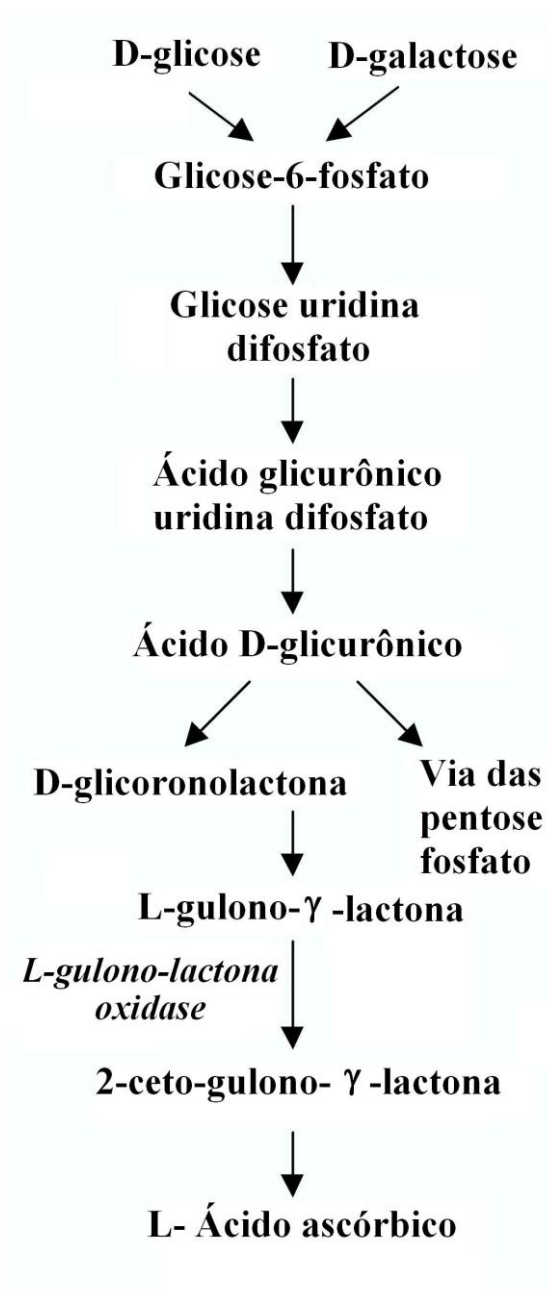 D-glicose
D-galactose
Glicose-6-fosfato
Glicose uridina
difosfato
Ácido glicurônico
uridina difosfato
Ácido D-glicurônico
D-glicoronolactona
Via das
pentose
fosfato
L-gulono-γ -lactona
L-gulono-lactona
oxidase
2-ceto-gulono- γ -lactona
L- Ácido ascórbico